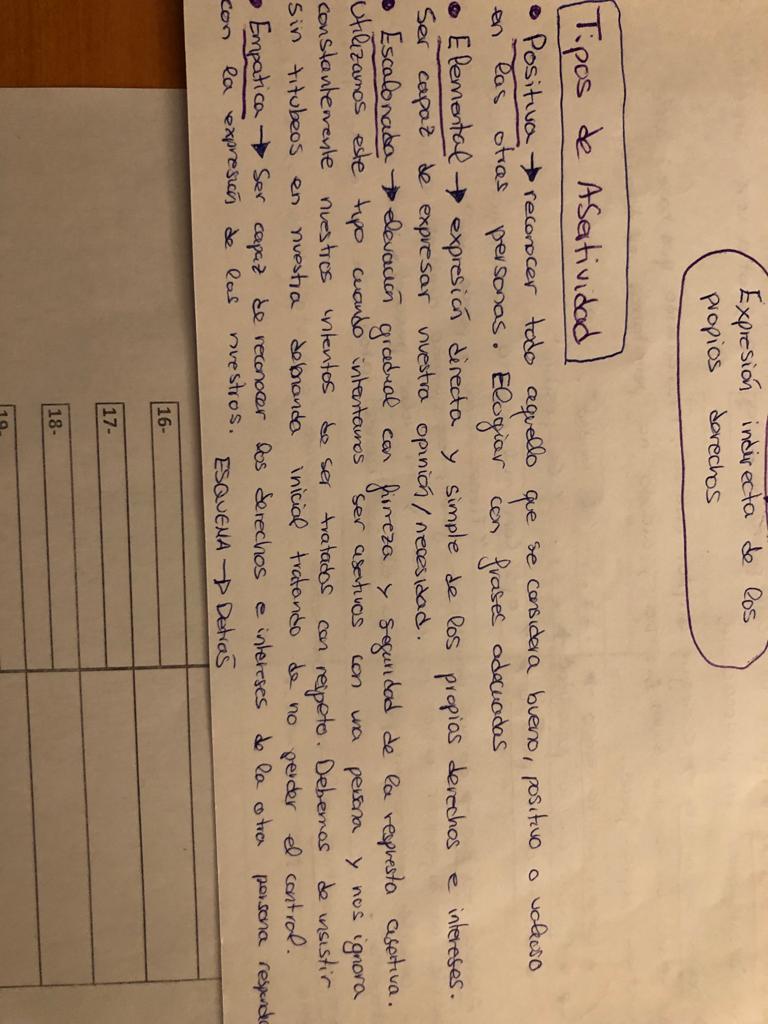 Expresión indirecta de los
propios derechos
Tipos de Asertividad
• Positiva → reconocer todo aquello que se considera bueno, positivo o valioso
en las otras personas. Elogiar con frases adecuadas
• Elemental → expresión directa y simple de los propios derechos e intereses.
Ser capaz de expresar nuestra opinión/necesidad.
• Escalonada → elevación gradual con firmeza y seguridad de la respuesta asertiva.
Utilizamos este tipo cuando intentamos ser asertivos con una persona y nos ignora
constantemente nuestros intentos de ser tratados con respeto. Debemos de insistir
sin titubeos en nuestra demanda inicial tratando de no perder el control.
• Empática → Ser capaz de reconocer los derechos e intereses de la otra persona
con la expresión de los nuestros. ESQUEMA → Detrás
16-
17-
18-
19-